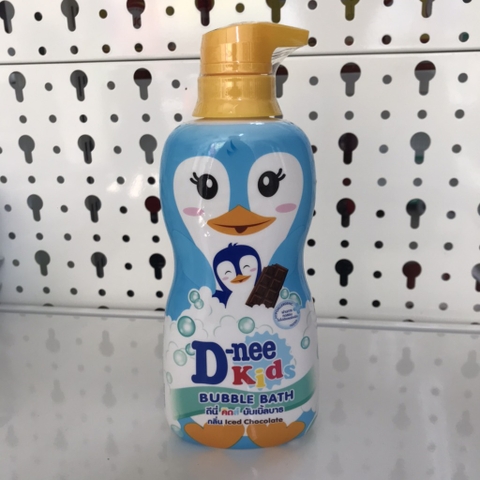 D-nee
Kids
BUBBLE BATH
ดีนี่ คิดส์ บับเบิ้ลบาธ
กลิ่น Iced Chocolate